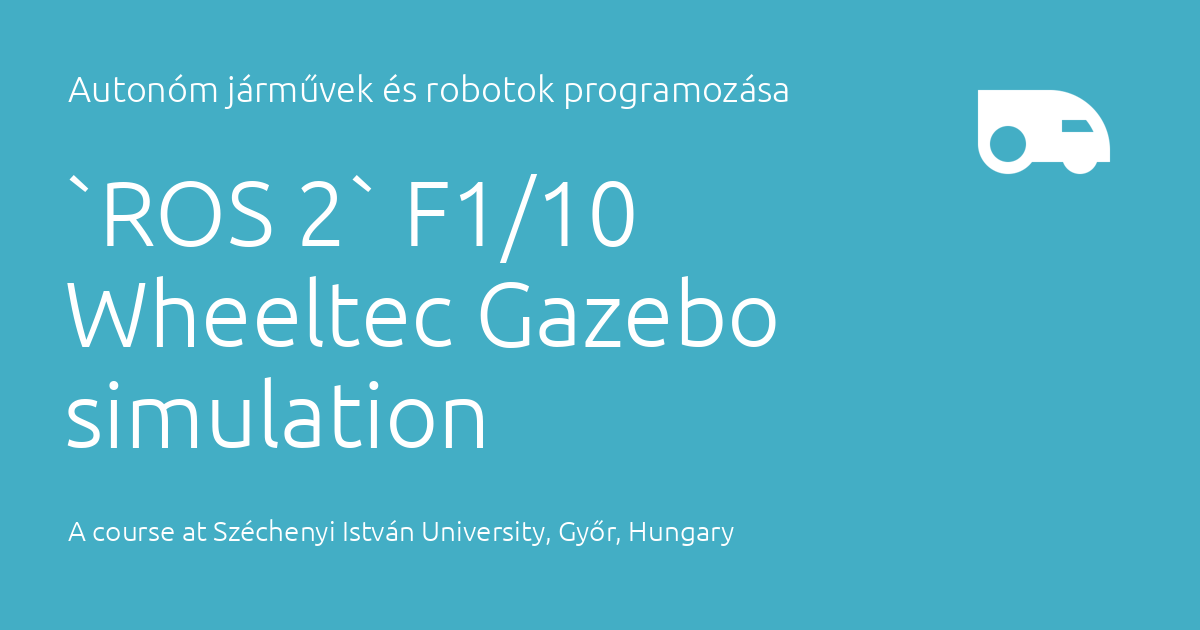 Autonóm járművek és robotok programozása
`ROS 2` F1/10
Wheeltec Gazebo
simulation
A course at Széchenyi István University, Győr, Hungary